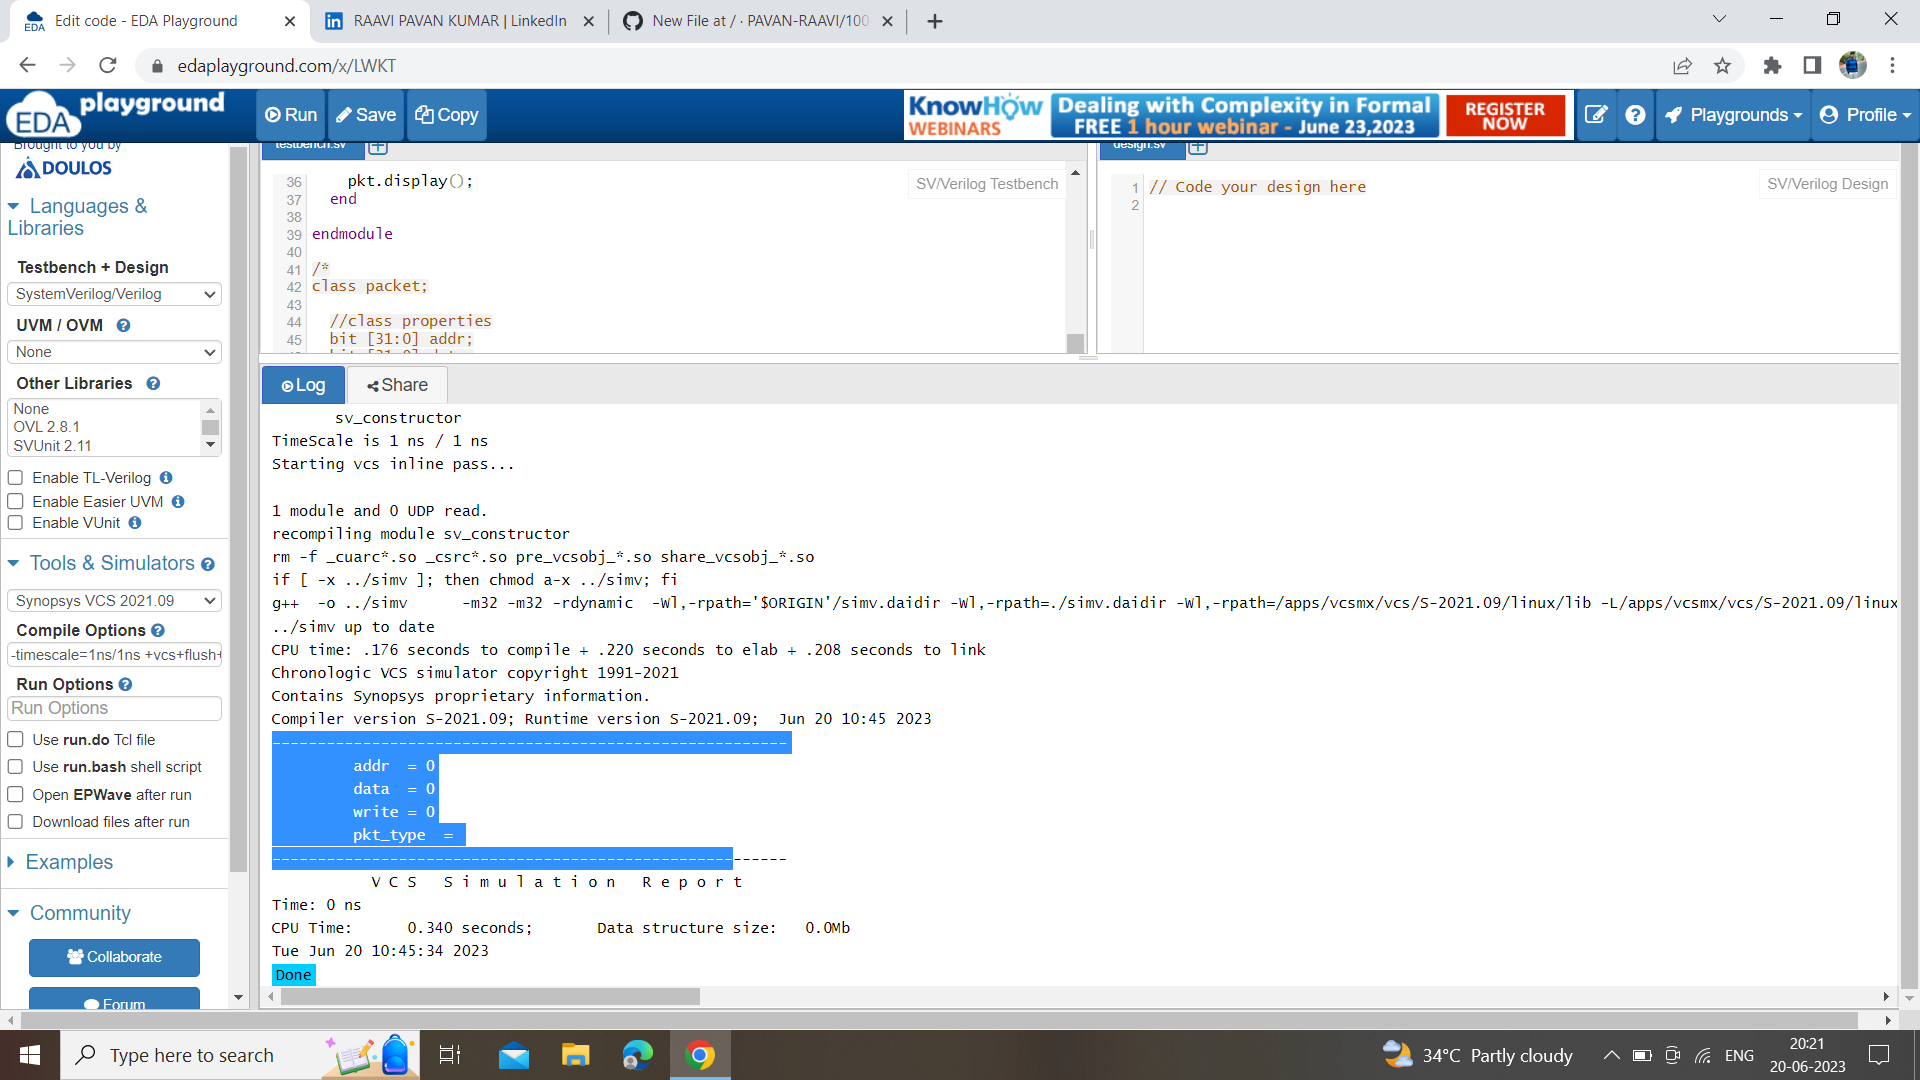 Edit code - EDA Playground
RAAVI PAVAN KUMAR | LinkedIn
New File at / · PAVAN-RAAVI/100
edaplayground.com/x/LWKT
EDA playground
Run
Save
Copy
KnowHow WEBINARS
Dealing with Complexity in Formal
FREE 1 hour webinar - June 23,2023
REGISTER NOW
Playgrounds
Profile
Brought to you by
DOULOS
Languages & Libraries
Testbench + Design
SystemVerilog/Verilog
UVM / OVM
None
Other Libraries
None
OVL 2.8.1
SVUnit 2.11
Enable TL-Verilog
Enable Easier UVM
Enable VUnit
Tools & Simulators
Synopsys VCS 2021.09
Compile Options
-timescale=1ns/1ns +vcs+flush+
Run Options
Run Options
Use run.do Tcl file
Use run.bash shell script
Open EPWave after run
Download files after run
Examples
Community
Collaborate
Forum
testbench.sv
SV/Verilog Testbench
36 pkt.display();
37 end
38
39 endmodule
40
41 /*
42 class packet;
43
44 //class properties
45 bit [31:0] addr;
design.sv
SV/Verilog Design
1 // Code your design here
2
Log
Share
sv_constructor
TimeScale is 1 ns / 1 ns
Starting vcs inline pass...
1 module and 0 UDP read.
recompiling module sv_constructor
rm -f _cuarc*.so _csrc*.so pre_vcsobj_*.so share_vcsobj_*.so
if [ -x ../simv ]; then chmod a-x ../simv; fi
g++ -o ../simv -m32 -m32 -rdynamic -Wl,-rpath='$ORIGIN'/simv.daidir -Wl,-rpath=./simv.daidir -Wl,-rpath=/apps/vcsmx/vcs/S-2021.09/linux/lib -L/apps/vcsmx/vcs/S-2021.09/linux
../simv up to date
CPU time: .176 seconds to compile + .220 seconds to elab + .208 seconds to link
Chronologic VCS simulator copyright 1991-2021
Contains Synopsys proprietary information.
Compiler version S-2021.09; Runtime version S-2021.09; Jun 20 10:45 2023
---------------------------------------------------------
addr = 0
data = 0
write = 0
pkt_type =
---------------------------------------------------------
V C S S i m u l a t i o n R e p o r t
Time: 0 ns
CPU Time: 0.340 seconds; Data structure size: 0.0Mb
Tue Jun 20 10:45:34 2023
Done
Type here to search
34°C Partly cloudy
ENG
20:21
20-06-2023